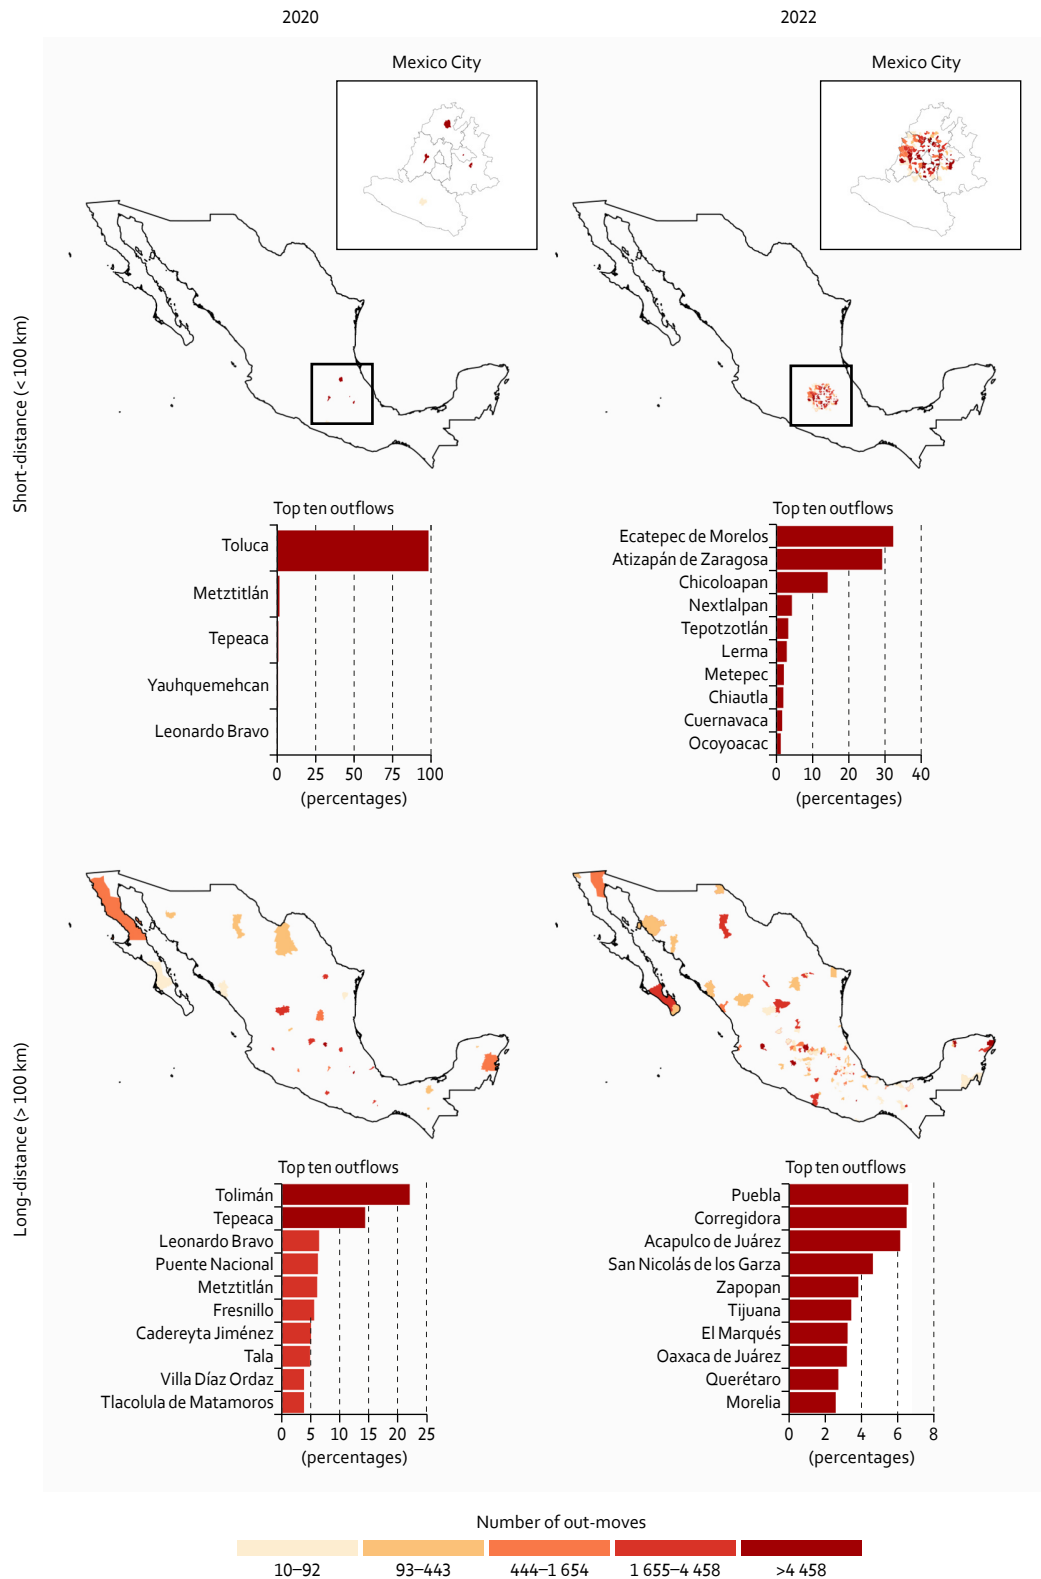 2020
2022
Mexico City
Mexico City
Short-distance (< 100 km)
Top ten outflows
Toluca
Metztitlán
Tepeaca
Yauhquemehcan
Leonardo Bravo
0 25 50 75 100
(percentages)
Top ten outflows
Ecatepec de Morelos
Atizapán de Zaragosa
Chicoloapan
Nextlalpan
Tepotzotlán
Lerma
Metepec
Chiautla
Cuernavaca
Ocoyoacac
0 10 20 30 40
(percentages)
Long-distance (> 100 km)
Top ten outflows
Tolimán
Tepeaca
Leonardo Bravo
Puente Nacional
Metztitlán
Fresnillo
Cadereyta Jiménez
Tala
Villa Díaz Ordaz
Tlacolula de Matamoros
0 5 10 15 20 25
(percentages)
Top ten outflows
Puebla
Corregidora
Acapulco de Juárez
San Nicolás de los Garza
Zapopan
Tijuana
El Marqués
Oaxaca de Juárez
Querétaro
Morelia
0 2 4 6 8
(percentages)
Number of out-moves
10–92 93–443 444–1 654 1 655–4 458 >4 458